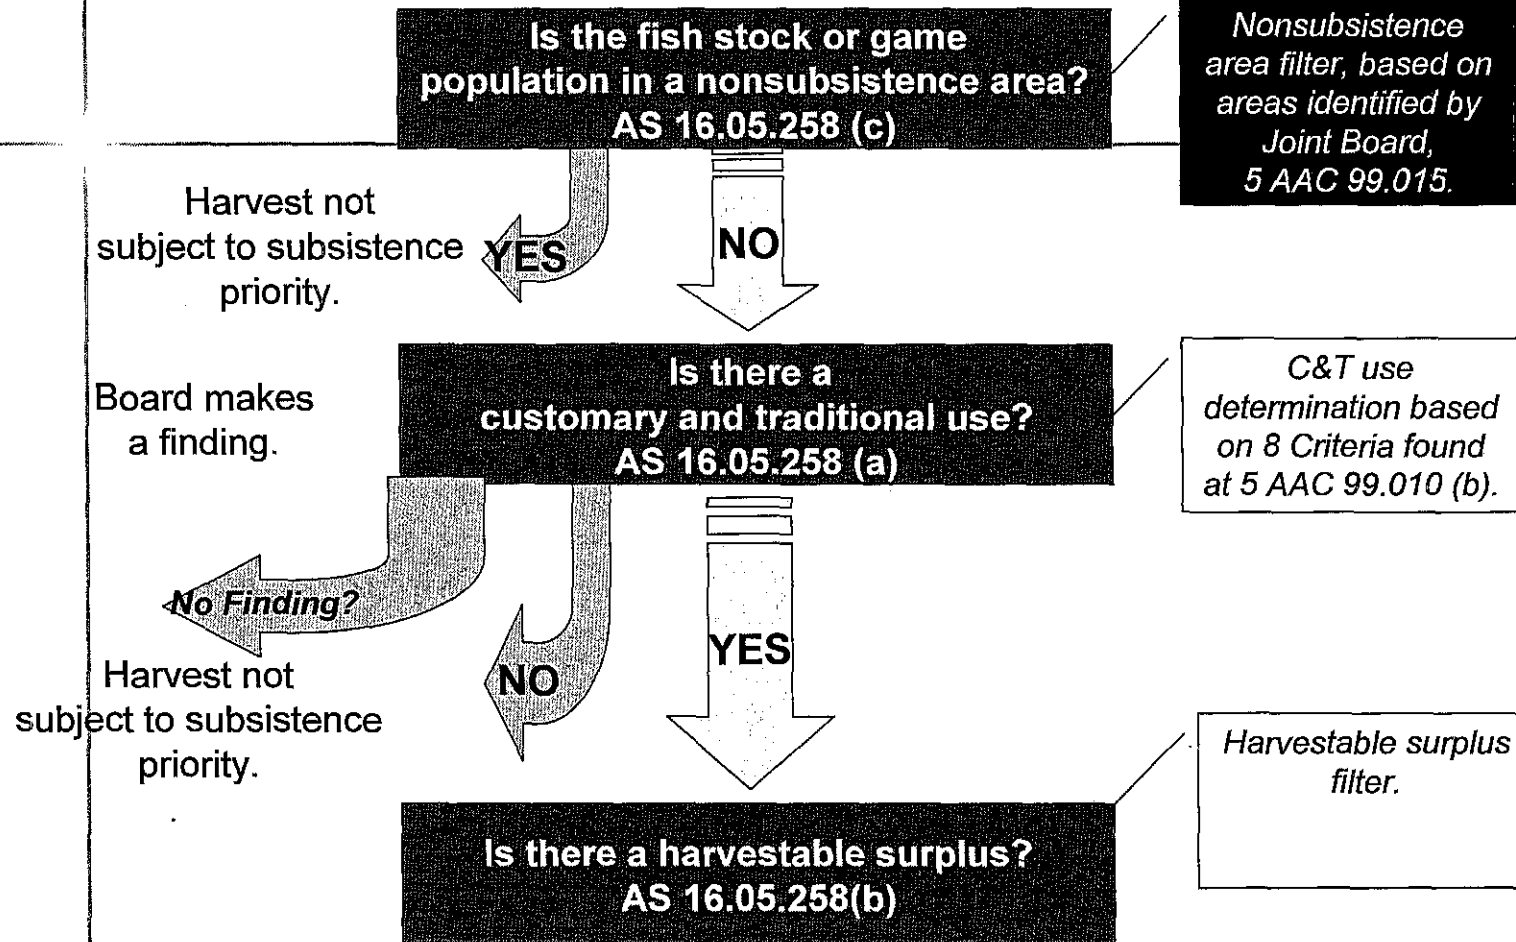 Is the fish stock or game
population in a nonsubsistence area?
AS 16.05.258 (c)
Nonsubsistence
area filter, based on
areas identified by
Joint Board,
5 AAC 99.015.
Harvest not
subject to subsistence
priority.
YES
NO
Is there a
customary and traditional use?
AS 16.05.258 (a)
C&T use
determination based
on 8 Criteria found
at 5 AAC 99.010 (b).
Board makes
a finding.
No Finding?
NO
YES
Harvest not
subject to subsistence
priority.
Harvestable surplus
filter.
Is there a harvestable surplus?
AS 16.05.258(b)